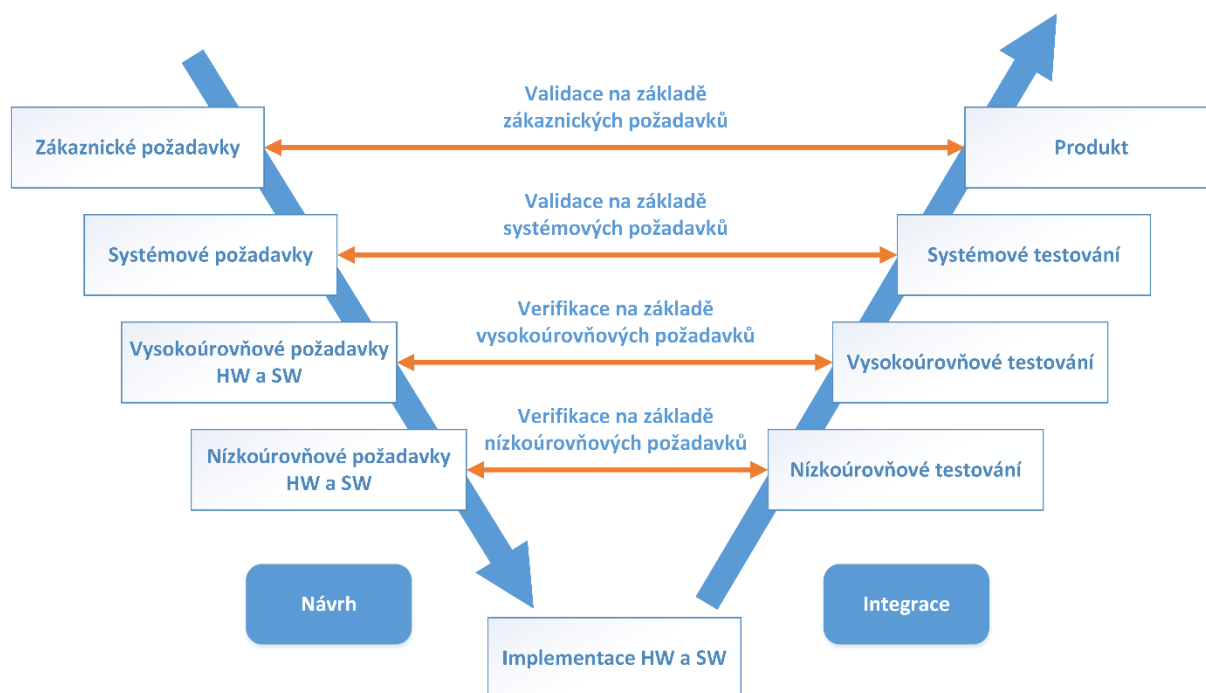 Validace na základě
zákaznických požadavků
Zákaznické požadavky
Produkt
Validace na základě
systémových požadavků
Systémové požadavky
Systémové testování
Verifikace na základě
vysokoúrovňových požadavků
Vysokoúrovňové požadavky
HW a SW
Vysokoúrovňové testování
Verifikace na základě
nízkoúrovňových požadavků
Nízkoúrovňové požadavky
HW a SW
Nízkoúrovňové testování
Návrh
Integrace
Implementace HW a SW